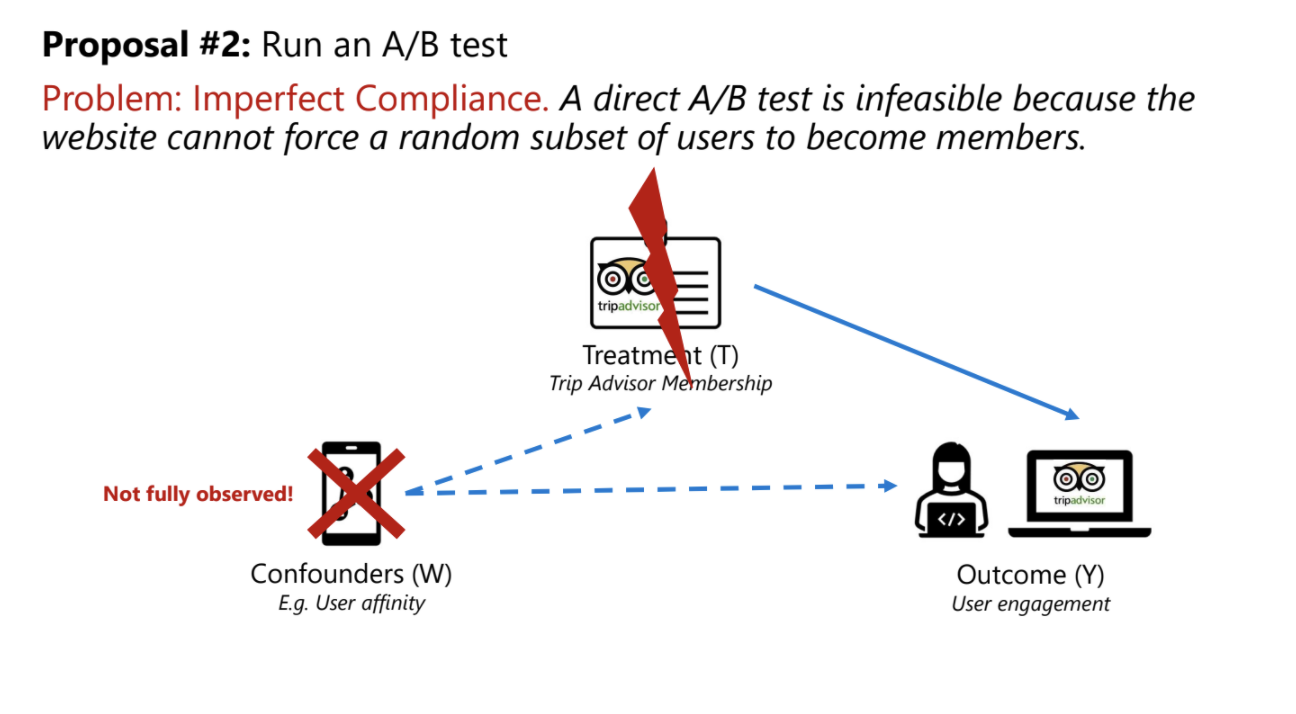 Proposal #2: Run an A/B test
Problem: Imperfect Compliance. A direct A/B test is infeasible because the
website cannot force a random subset of users to become members.
tripadvisor
Treatment (T)
Trip Advisor Membership
Not fully observed!
</>
tripadvisor
Confounders (W)
E.g. User affinity
Outcome (Y)
User engagement